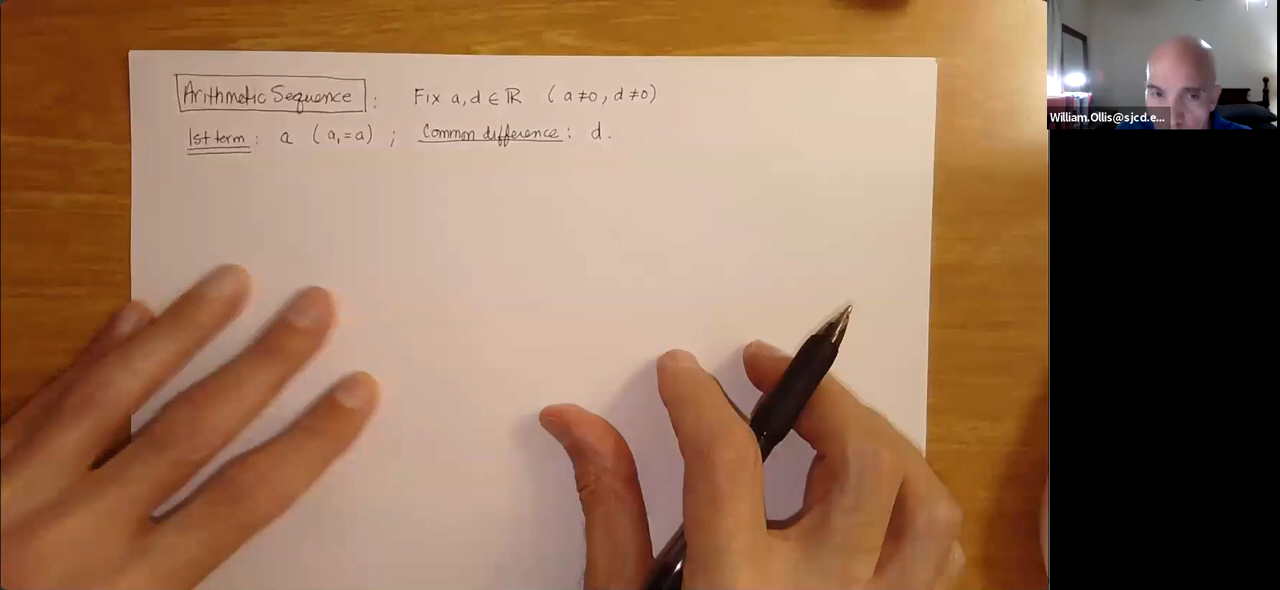 Arithmetic Sequence : Fix a, d ∈ ℝ (a ≠ 0, d ≠ 0)
1st term : a (a₁ = a) ; Common difference : d.
William.Ollis@sjcd.e...